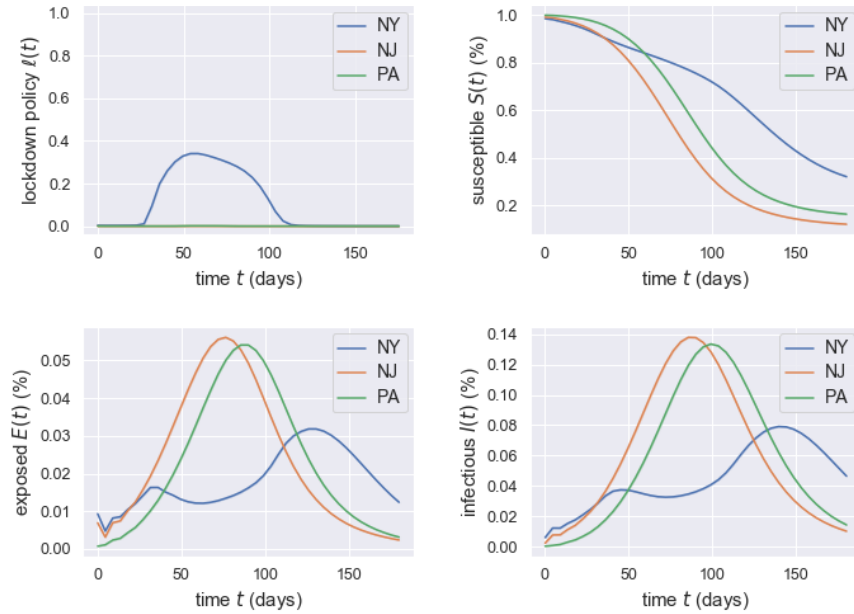 lockdown policy ℓ(t)
1.0
0.8
0.6
0.4
0.2
0.0
NY
NJ
PA
0 50 100 150
time t (days)
susceptible S(t) (%)
1.0
0.8
0.6
0.4
0.2
NY
NJ
PA
0 50 100 150
time t (days)
exposed E(t) (%)
0.05
0.04
0.03
0.02
0.01
0.00
NY
NJ
PA
0 50 100 150
time t (days)
infectious I(t) (%)
0.14
0.12
0.10
0.08
0.06
0.04
0.02
0.00
NY
NJ
PA
0 50 100 150
time t (days)